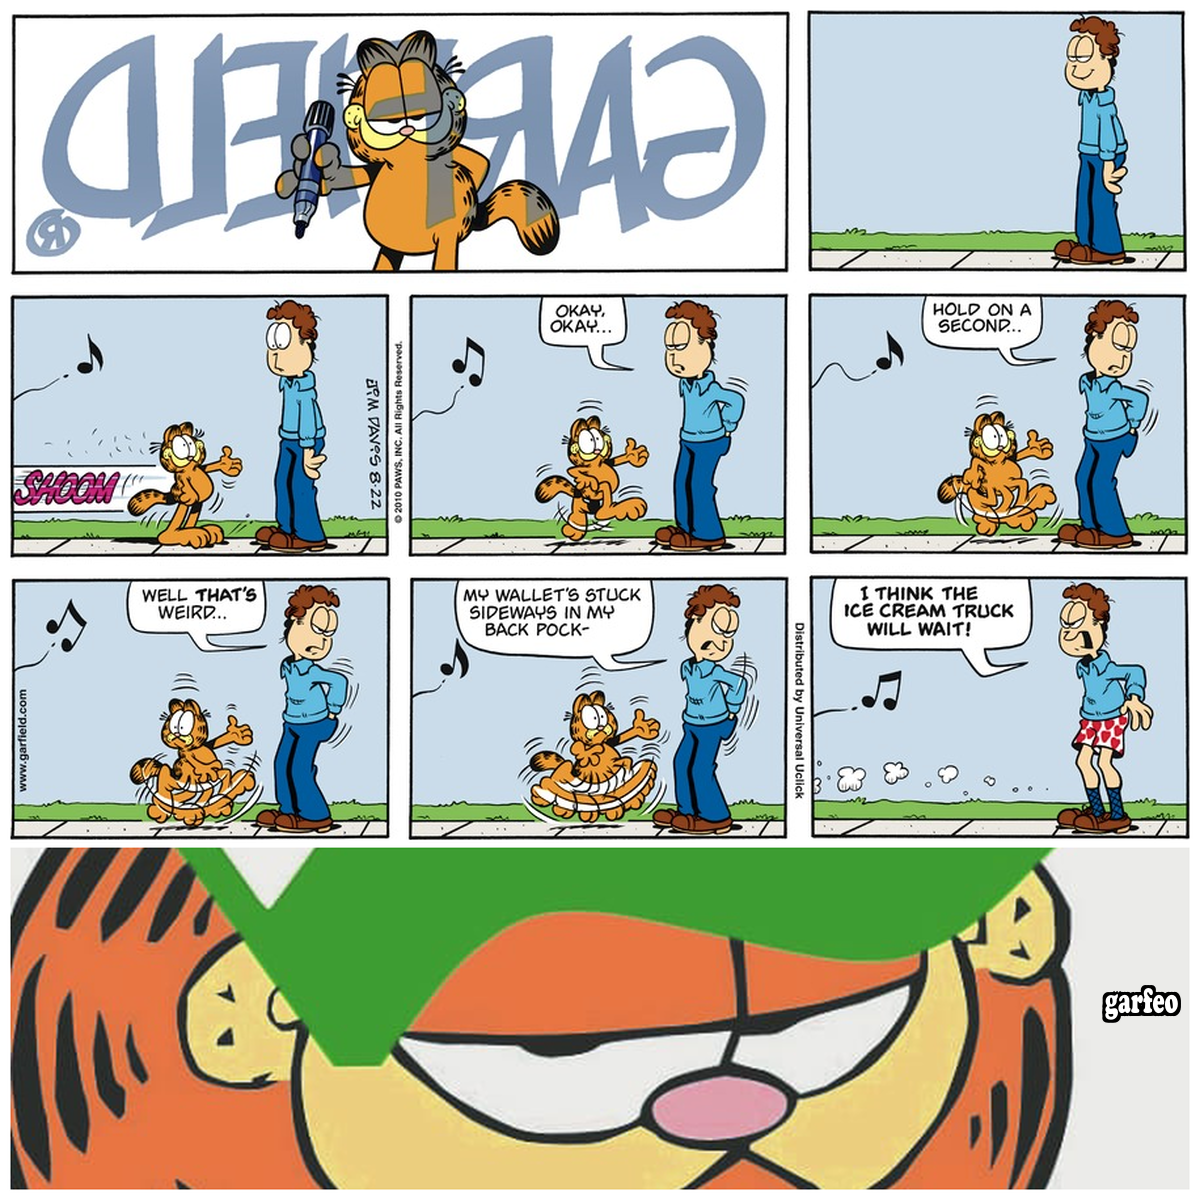 GARFIELD
®
SHOOM
JIM DAVIS 8-22
© 2010 PAWS, INC. All Rights Reserved.
OKAY,
OKAY...
HOLD ON A
SECOND...
www.garfield.com
WELL THAT'S
WEIRD...
MY WALLET'S STUCK
SIDEWAYS IN MY
BACK POCK-
Distributed by Universal Uclick
I THINK THE
ICE CREAM TRUCK
WILL WAIT!
garfeo